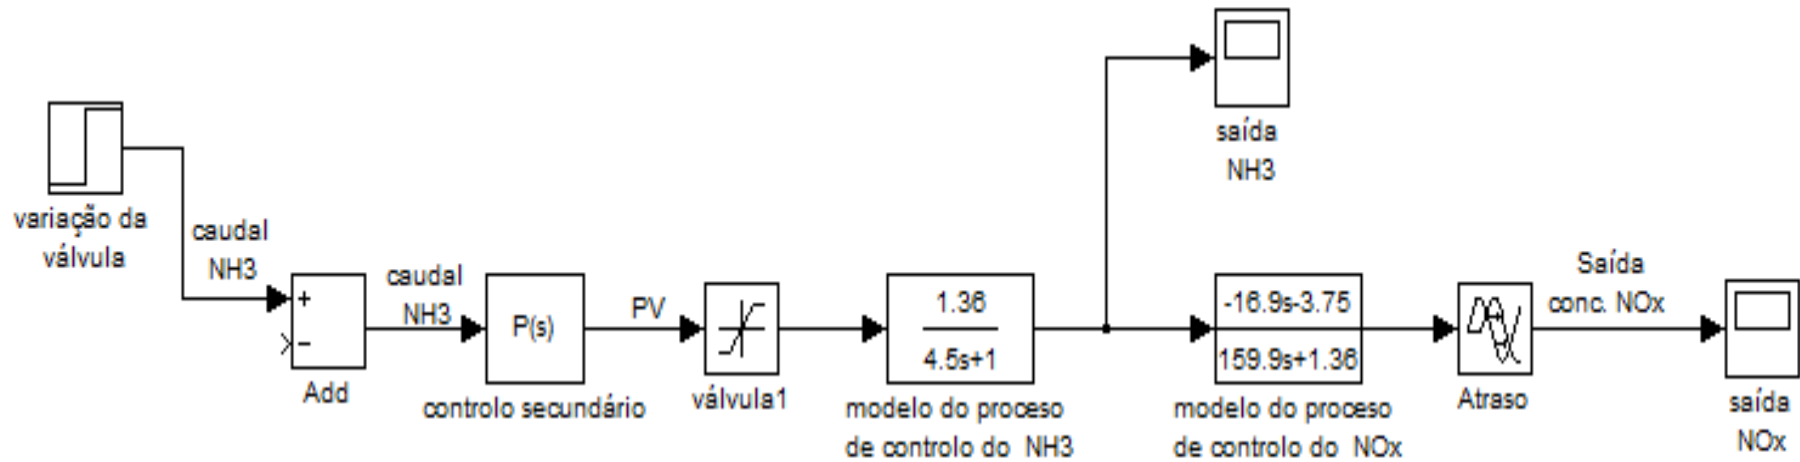 saída
NH3
variação da
válvula
caudal
NH3
+
-
Add
caudal
NH3
P(s)
controlo secundário
PV
válvula1
1.36
4.5s+1
modelo do proceso
de controlo do NH3
-16.9s-3.75
159.9s+1.36
modelo do proceso
de controlo do NOx
Atraso
Saída
conc. NOx
saída
NOx